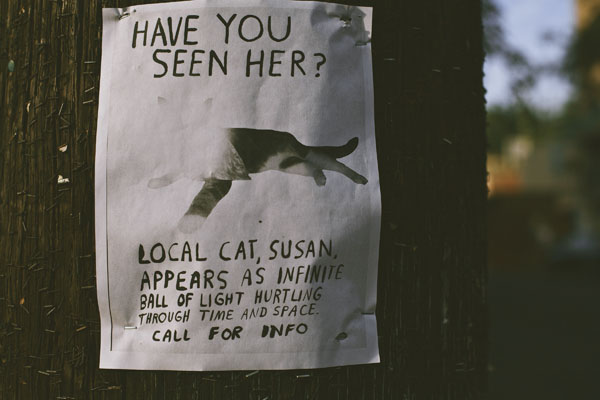 HAVE YOU
SEEN HER?
LOCAL CAT, SUSAN,
APPEARS AS INFINITE
BALL OF LIGHT HURTLING
THROUGH TIME AND SPACE.
CALL FOR INFO